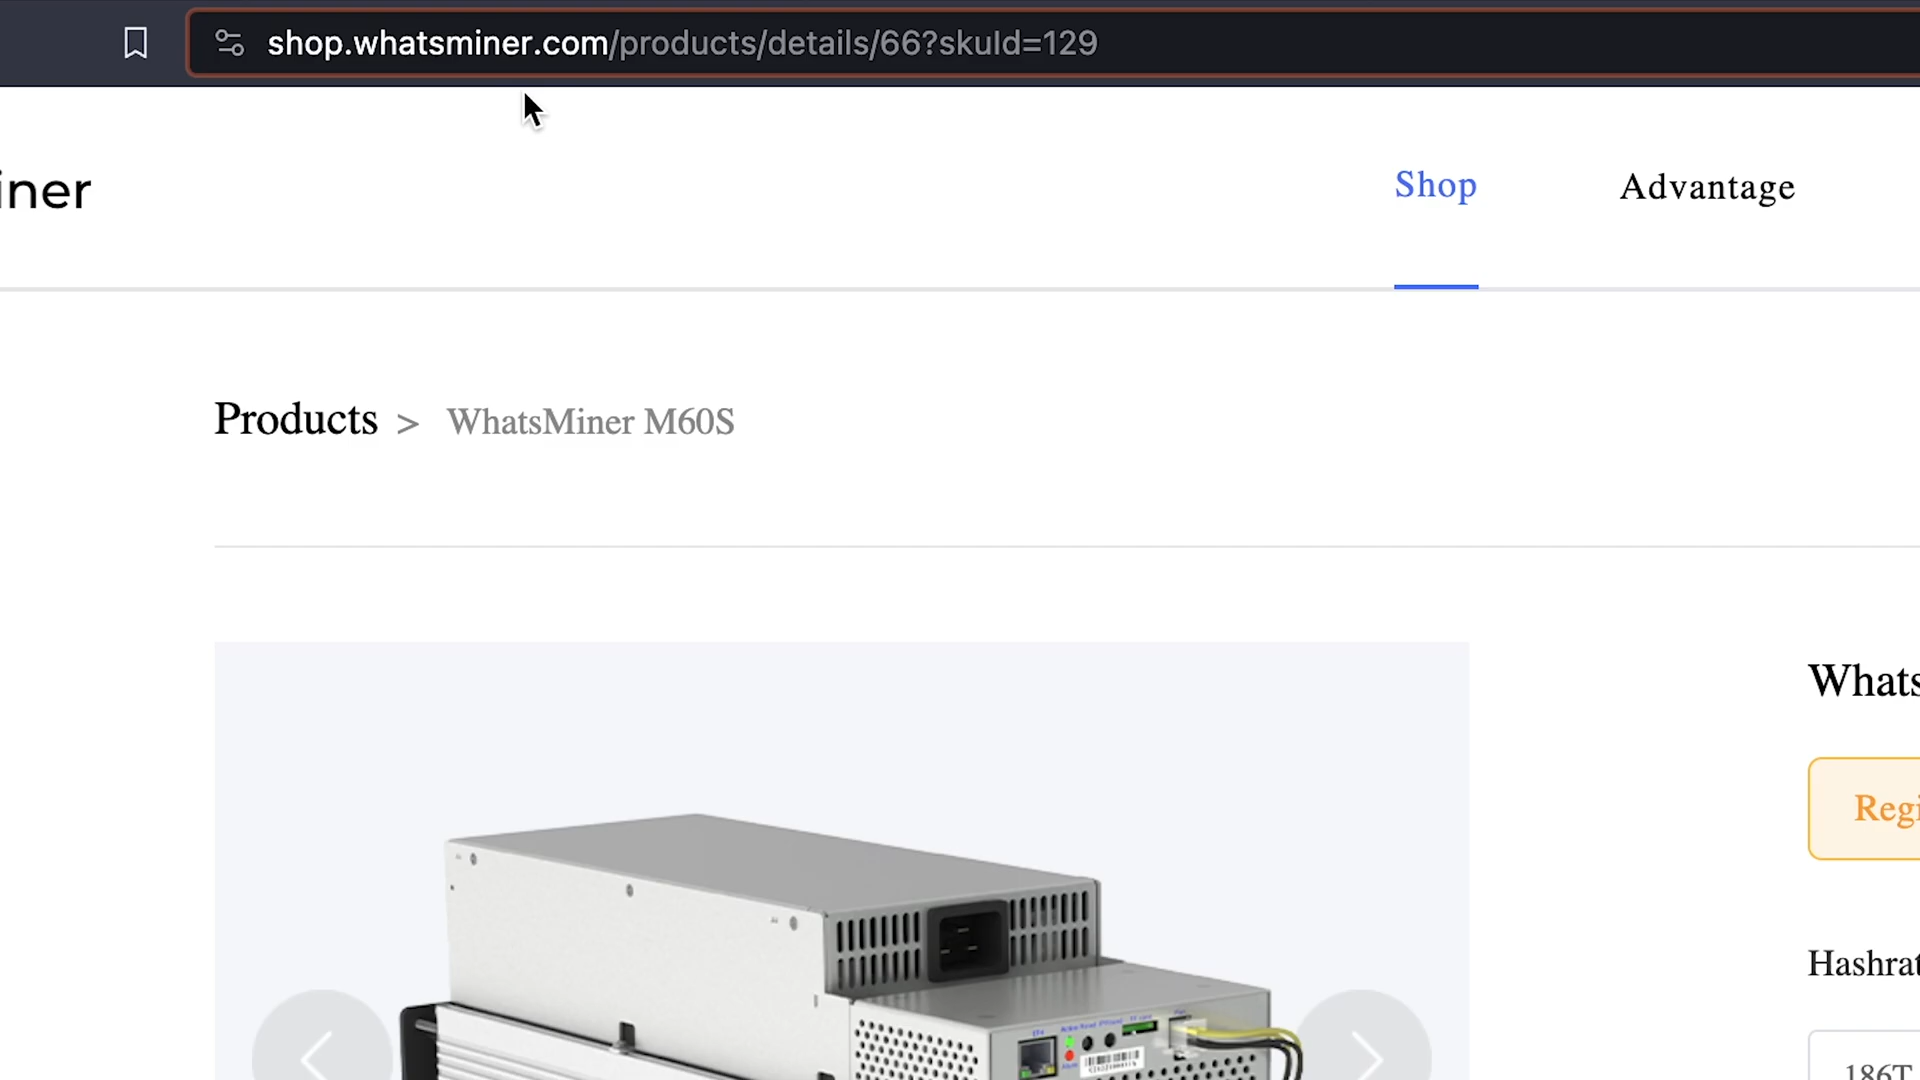 shop.whatsminer.com/products/details/66?skuId=129
iner
Shop
Advantage
Products > WhatsMiner M60S
Whats
Regi
Hashrat
186T